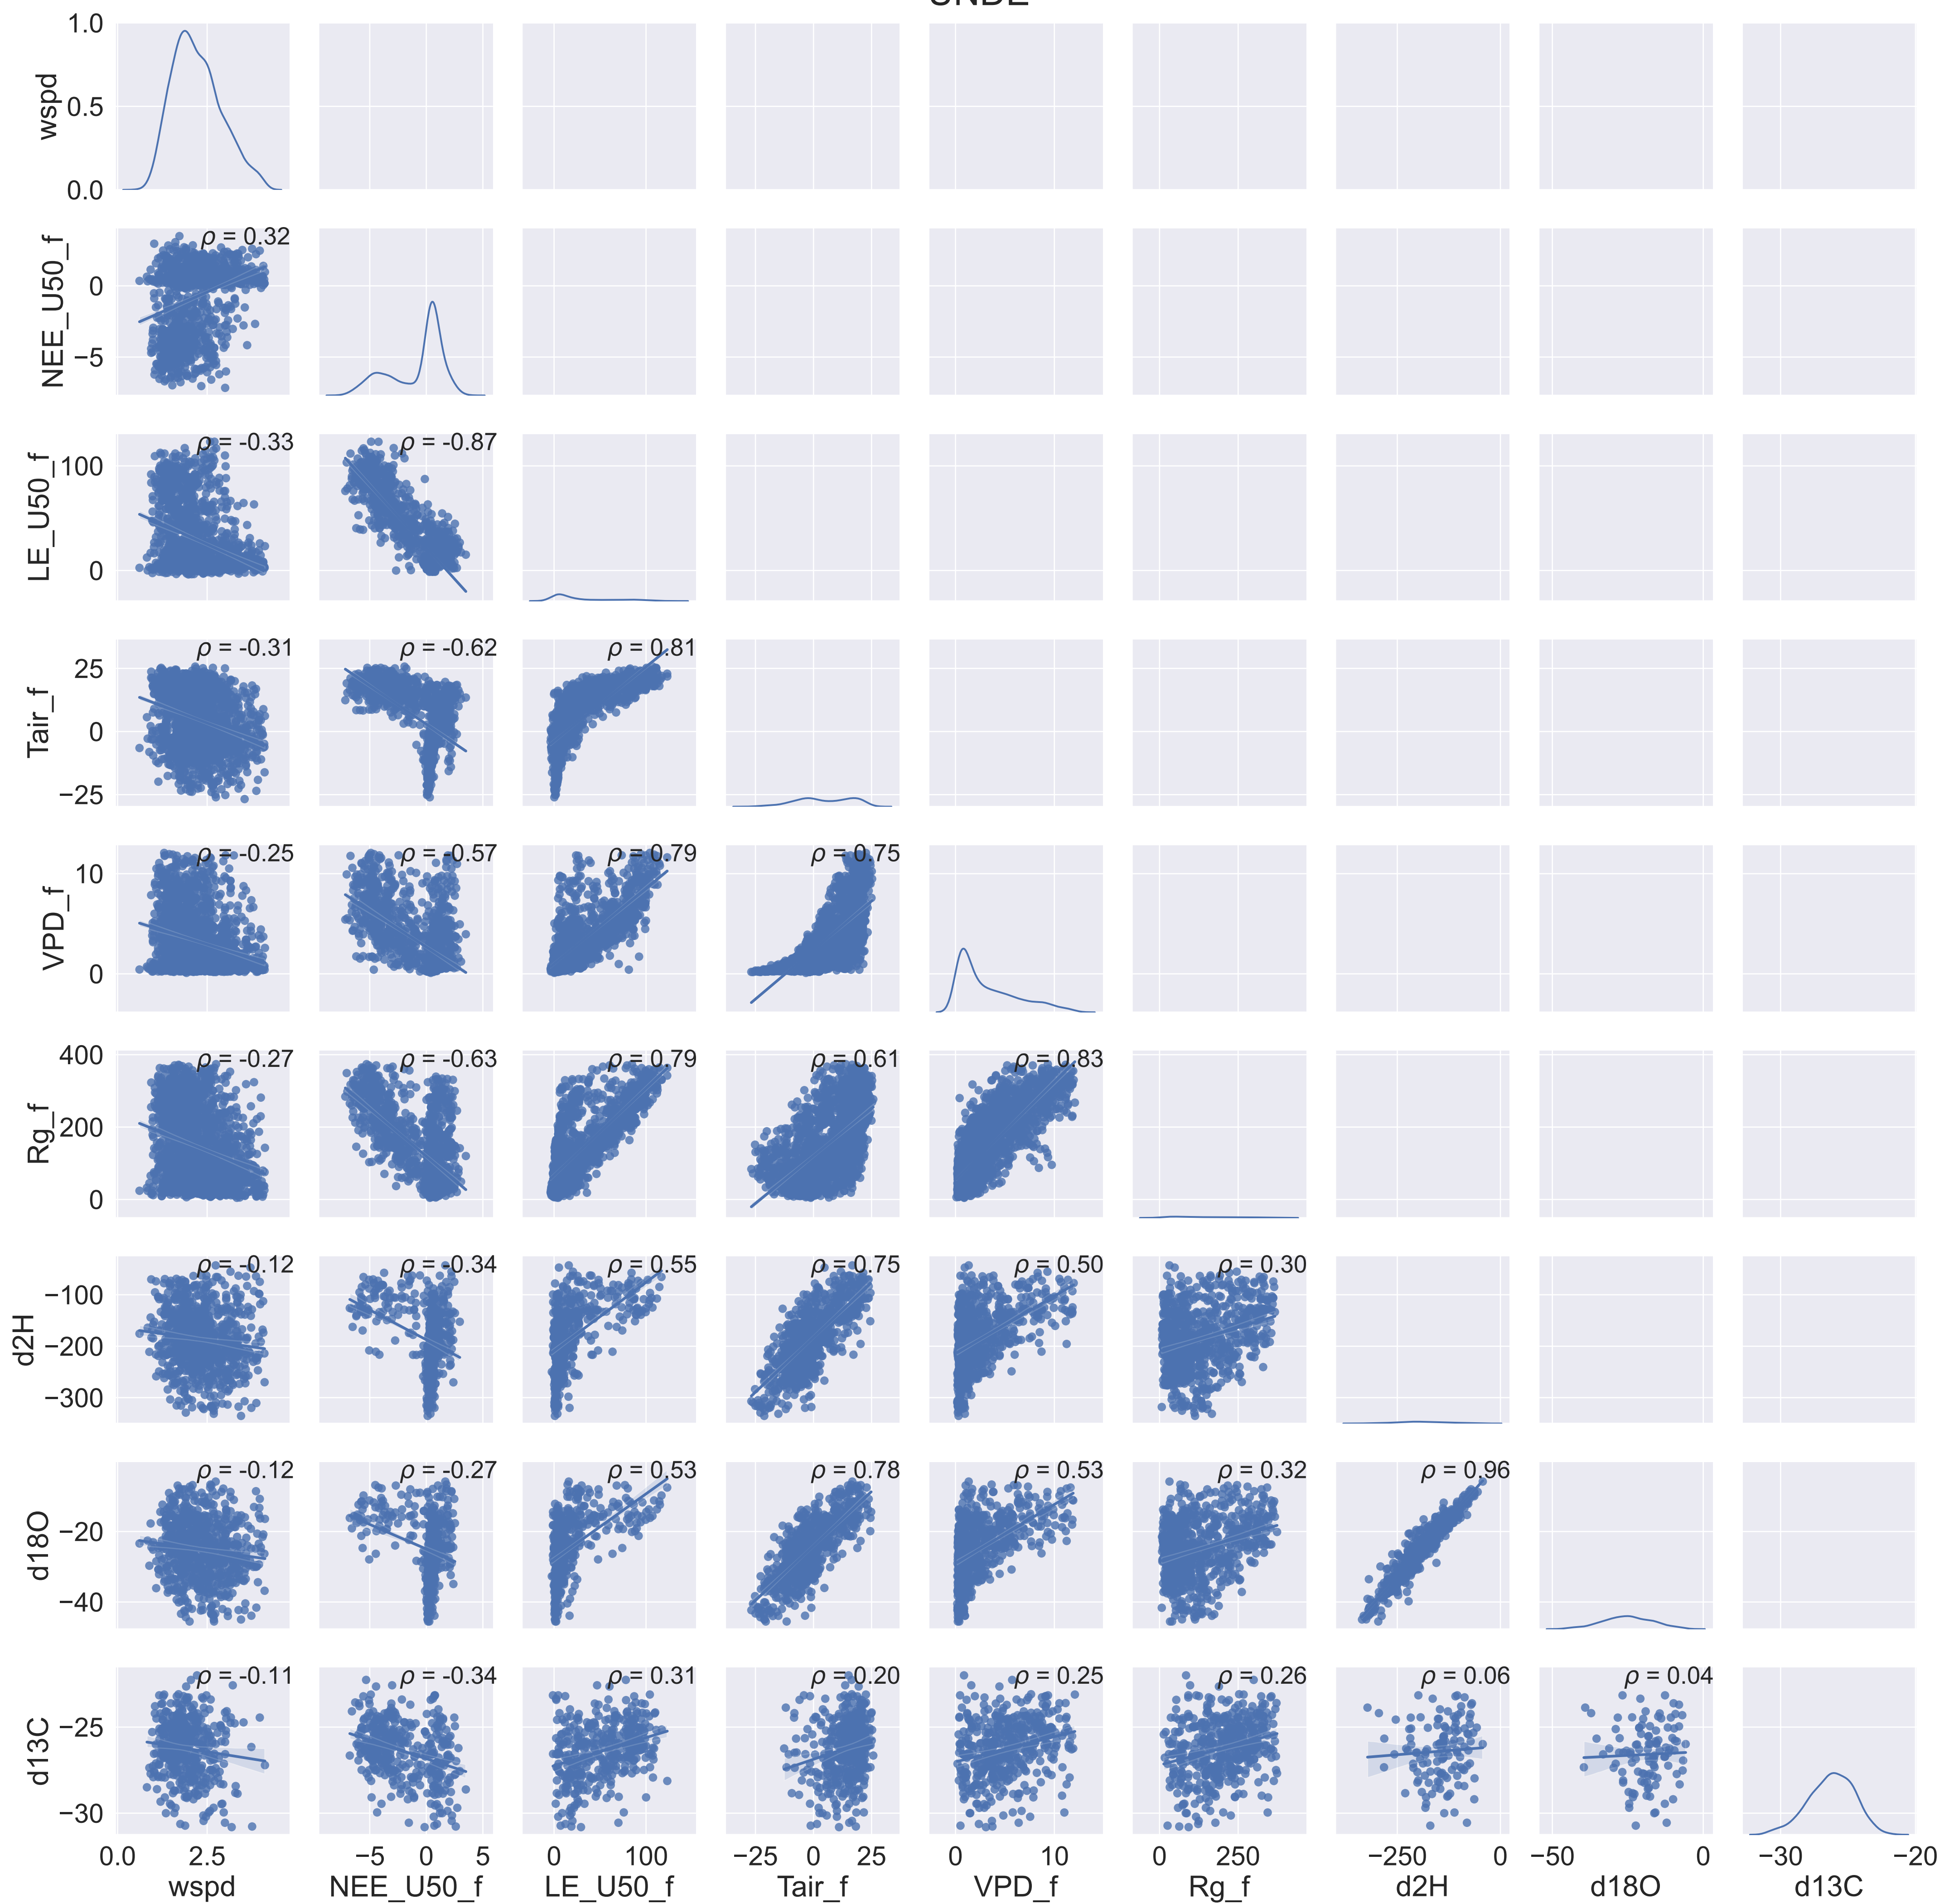 1.0
0.5
0.0
wspd
ρ = 0.32
0
−5
NEE_U50_f
ρ = -0.33
ρ = -0.87
100
0
LE_U50_f
ρ = -0.31
ρ = -0.62
ρ = 0.81
25
0
−25
Tair_f
ρ = -0.25
ρ = -0.57
ρ = 0.79
ρ = 0.75
10
0
VPD_f
ρ = -0.27
ρ = -0.63
ρ = 0.79
ρ = 0.61
ρ = 0.83
400
200
0
Rg_f
ρ = -0.12
ρ = -0.34
ρ = 0.55
ρ = 0.75
ρ = 0.50
ρ = 0.30
−100
−200
−300
d2H
ρ = -0.12
ρ = -0.27
ρ = 0.53
ρ = 0.78
ρ = 0.53
ρ = 0.32
ρ = 0.96
−20
−40
d18O
ρ = -0.11
ρ = -0.34
ρ = 0.31
ρ = 0.20
ρ = 0.25
ρ = 0.26
ρ = 0.06
ρ = 0.04
−25
−30
d13C
0.0 2.5
−5 0 5
0 100
−25 0 25
0 10
0 250
−250 0
−50 0
−30 −20
wspd
NEE_U50_f
LE_U50_f
Tair_f
VPD_f
Rg_f
d2H
d18O
d13C